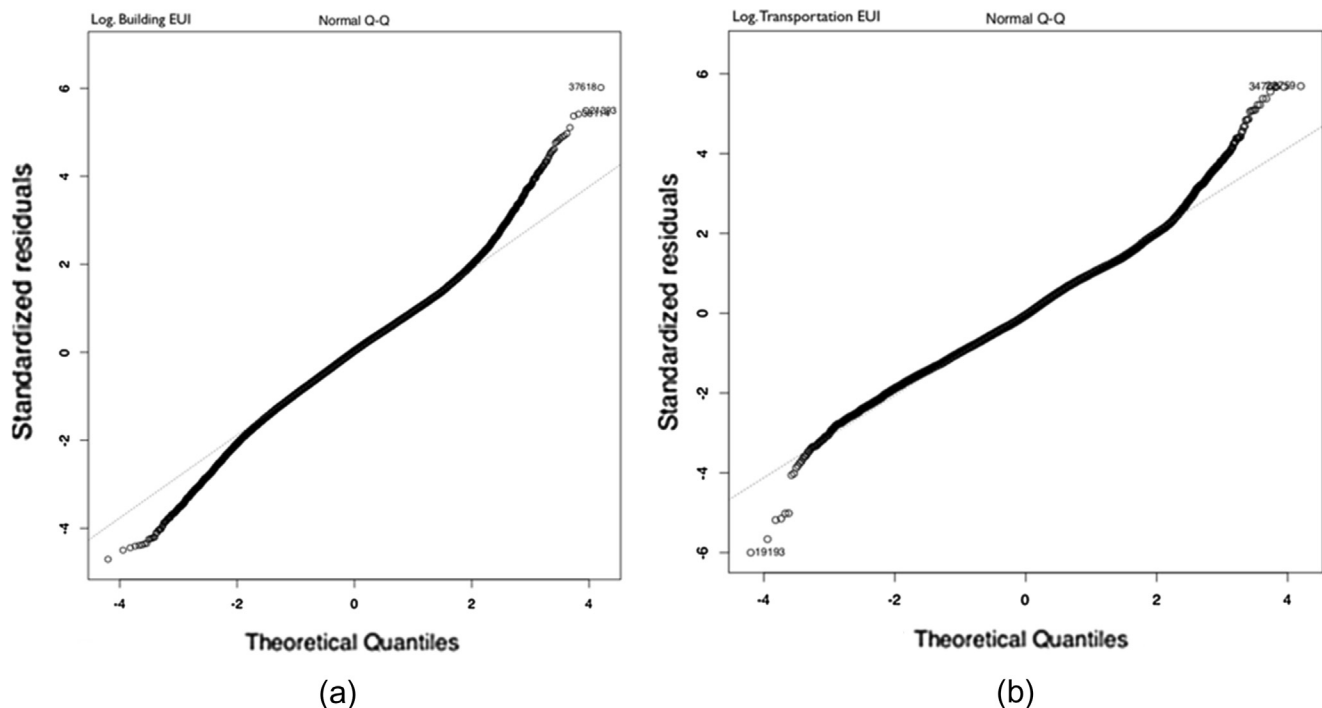 Log. Building EUI Normal Q-Q
Standardized residuals
6
4
2
0
-2
-4
37618
-4 -2 0 2 4
Theoretical Quantiles
(a)
Log. Transportation EUI Normal Q-Q
Standardized residuals
6
4
2
0
-2
-4
-6
19193
-4 -2 0 2 4
Theoretical Quantiles
(b)